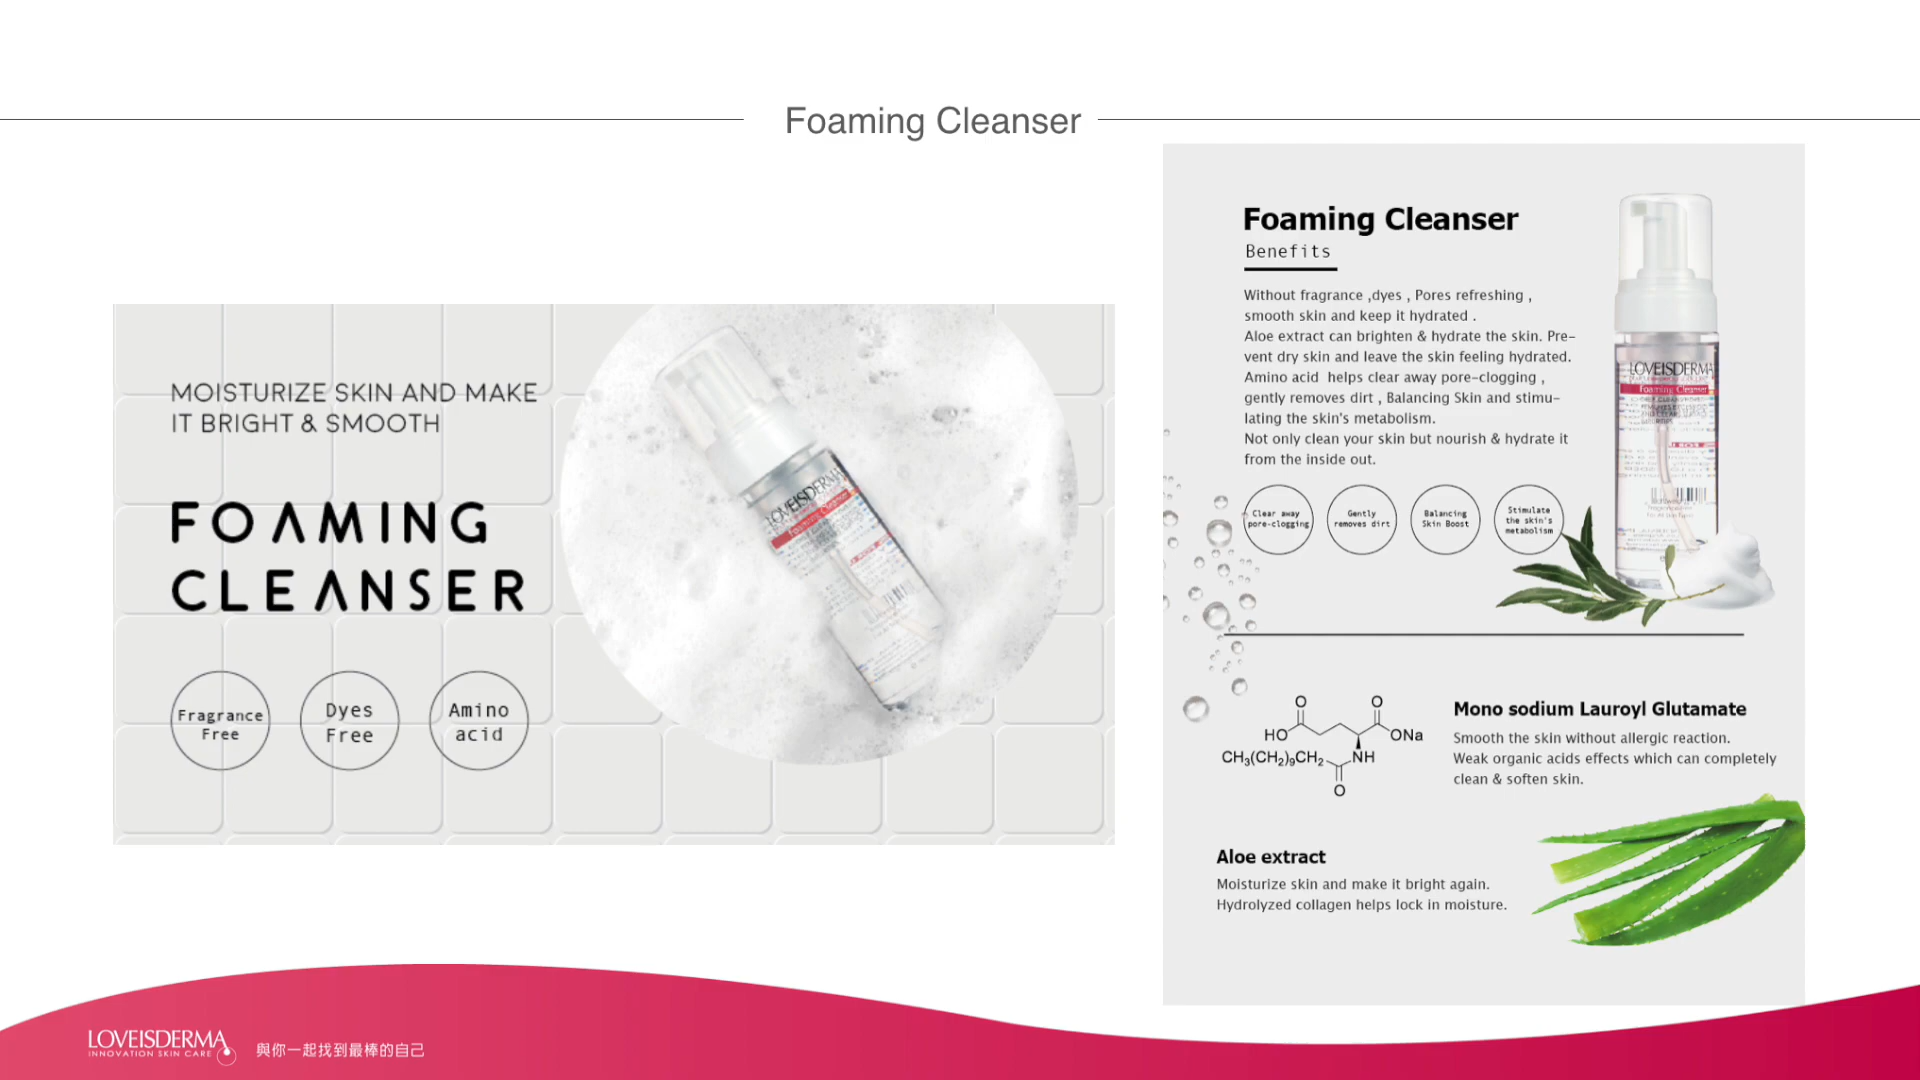 Foaming Cleanser
MOISTURIZE SKIN AND MAKE
IT BRIGHT & SMOOTH
FOAMING
CLEANSER
Fragrance
Free
Dyes
Free
Amino
acid
LOVEISDERMA
Foaming Cleanser
Foaming Cleanser
Benefits
Without fragrance ,dyes , Pores refreshing ,
smooth skin and keep it hydrated .
Aloe extract can brighten & hydrate the skin. Pre-
vent dry skin and leave the skin feeling hydrated.
Amino acid  helps clear away pore-clogging ,
gently removes dirt , Balancing Skin and stimu-
lating the skin's metabolism.
Not only clean your skin but nourish & hydrate it
from the inside out.
Clear away
pore-clogging
Gently
removes dirt
Balancing
Skin Boost
Stimulate
the skin's
metabolism
LOVEISDERMA
Foaming Cleanser
O
O
HO
ONa
CH3(CH2)9CH2
NH
O
Mono sodium Lauroyl Glutamate
Smooth the skin without allergic reaction.
Weak organic acids effects which can completely
clean & soften skin.
Aloe extract
Moisturize skin and make it bright again.
Hydrolyzed collagen helps lock in moisture.
LOVEISDERMA
INNOVATION SKIN CARE
與你一起找到最棒的自己